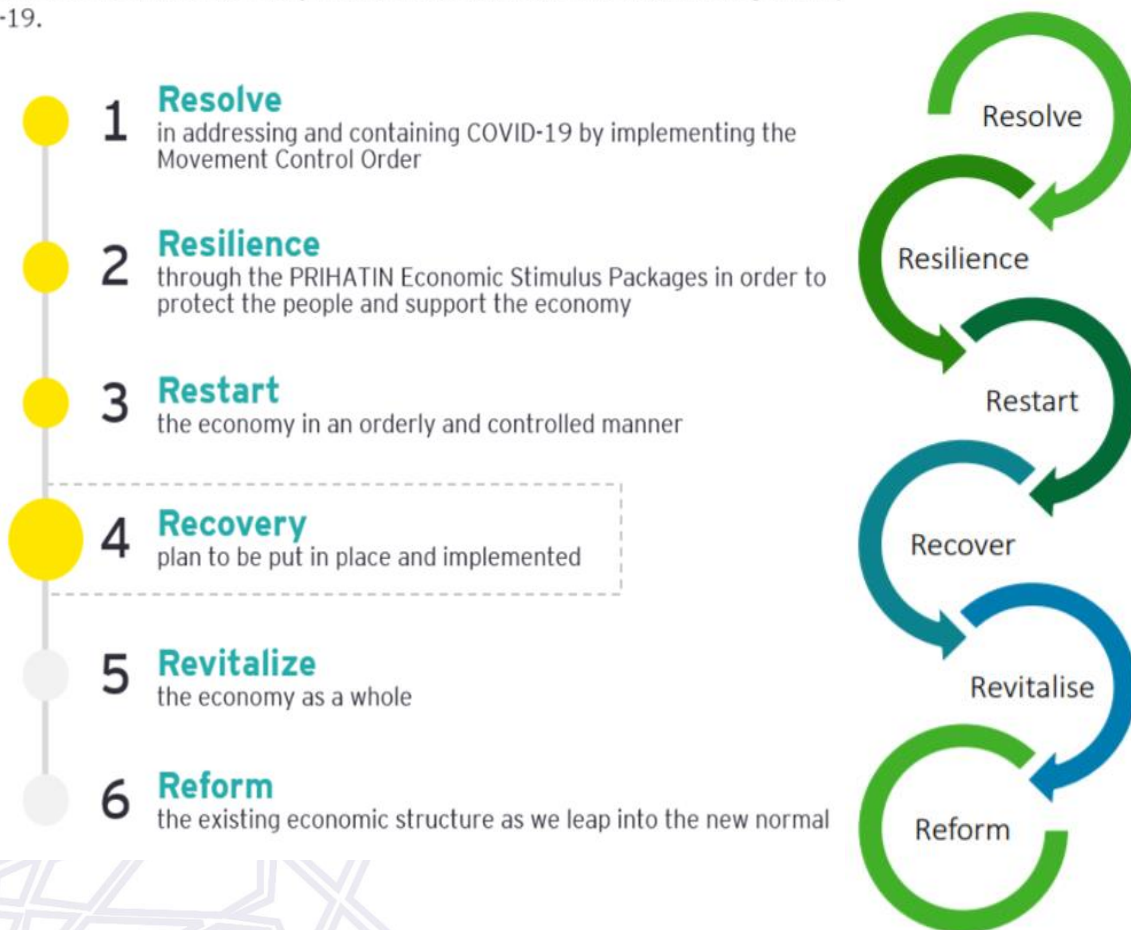 -19.
1 Resolve
in addressing and containing COVID-19 by implementing the
Movement Control Order
2 Resilience
through the PRIHATIN Economic Stimulus Packages in order to
protect the people and support the economy
3 Restart
the economy in an orderly and controlled manner
4 Recovery
plan to be put in place and implemented
5 Revitalize
the economy as a whole
6 Reform
the existing economic structure as we leap into the new normal
Resolve
Resilience
Restart
Recover
Revitalise
Reform